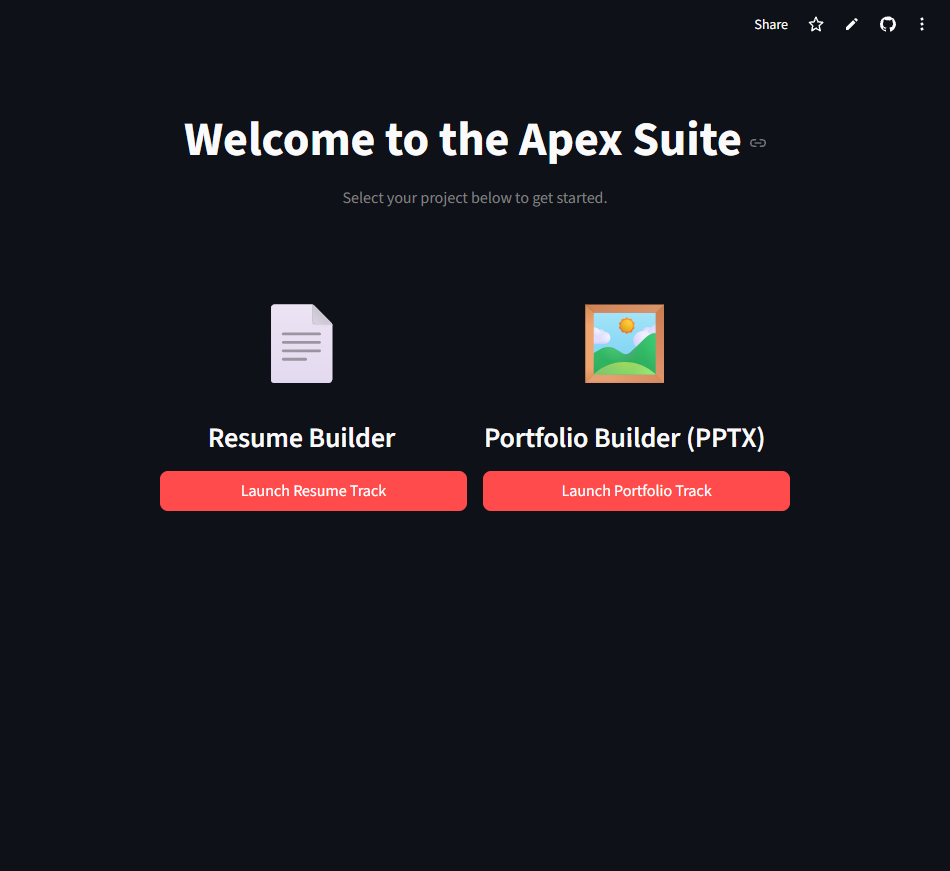 Share
Welcome to the Apex Suite
Select your project below to get started.
Resume Builder
Portfolio Builder (PPTX)
Launch Resume Track
Launch Portfolio Track